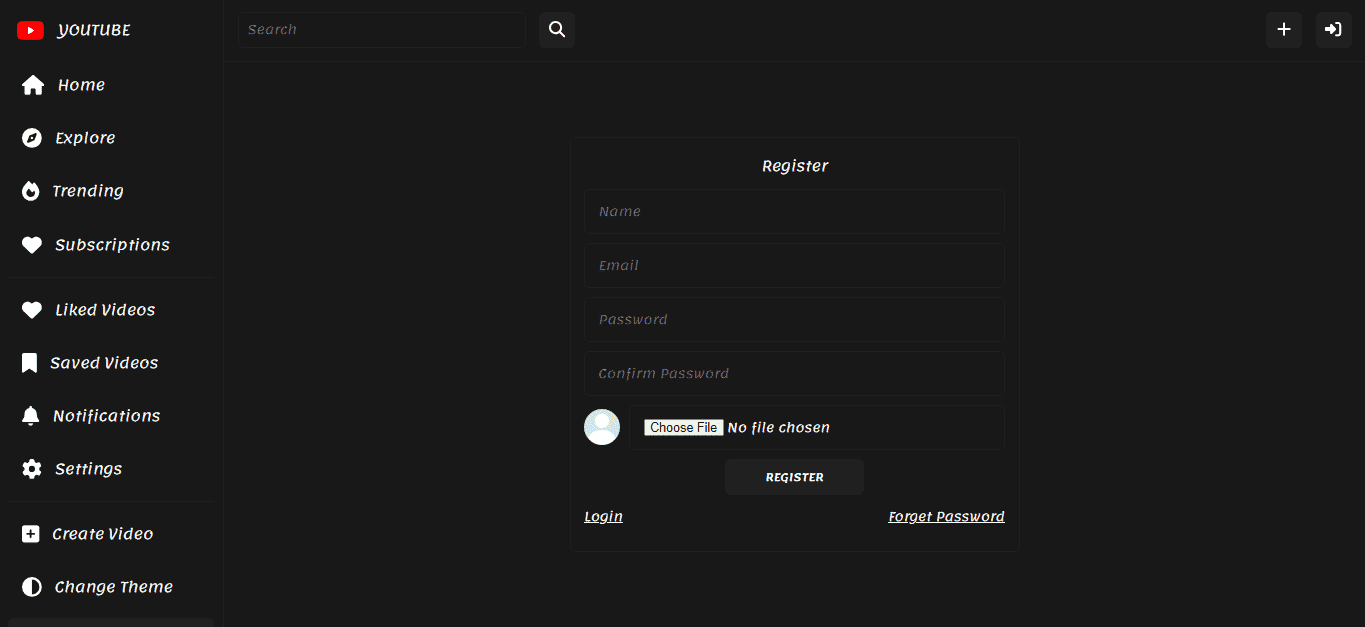 YOUTUBE
Search
Home
Explore
Trending
Subscriptions
Liked Videos
Saved Videos
Notifications
Settings
Create Video
Change Theme
Register
Name
Email
Password
Confirm Password
Choose File No file chosen
REGISTER
Login Forget Password